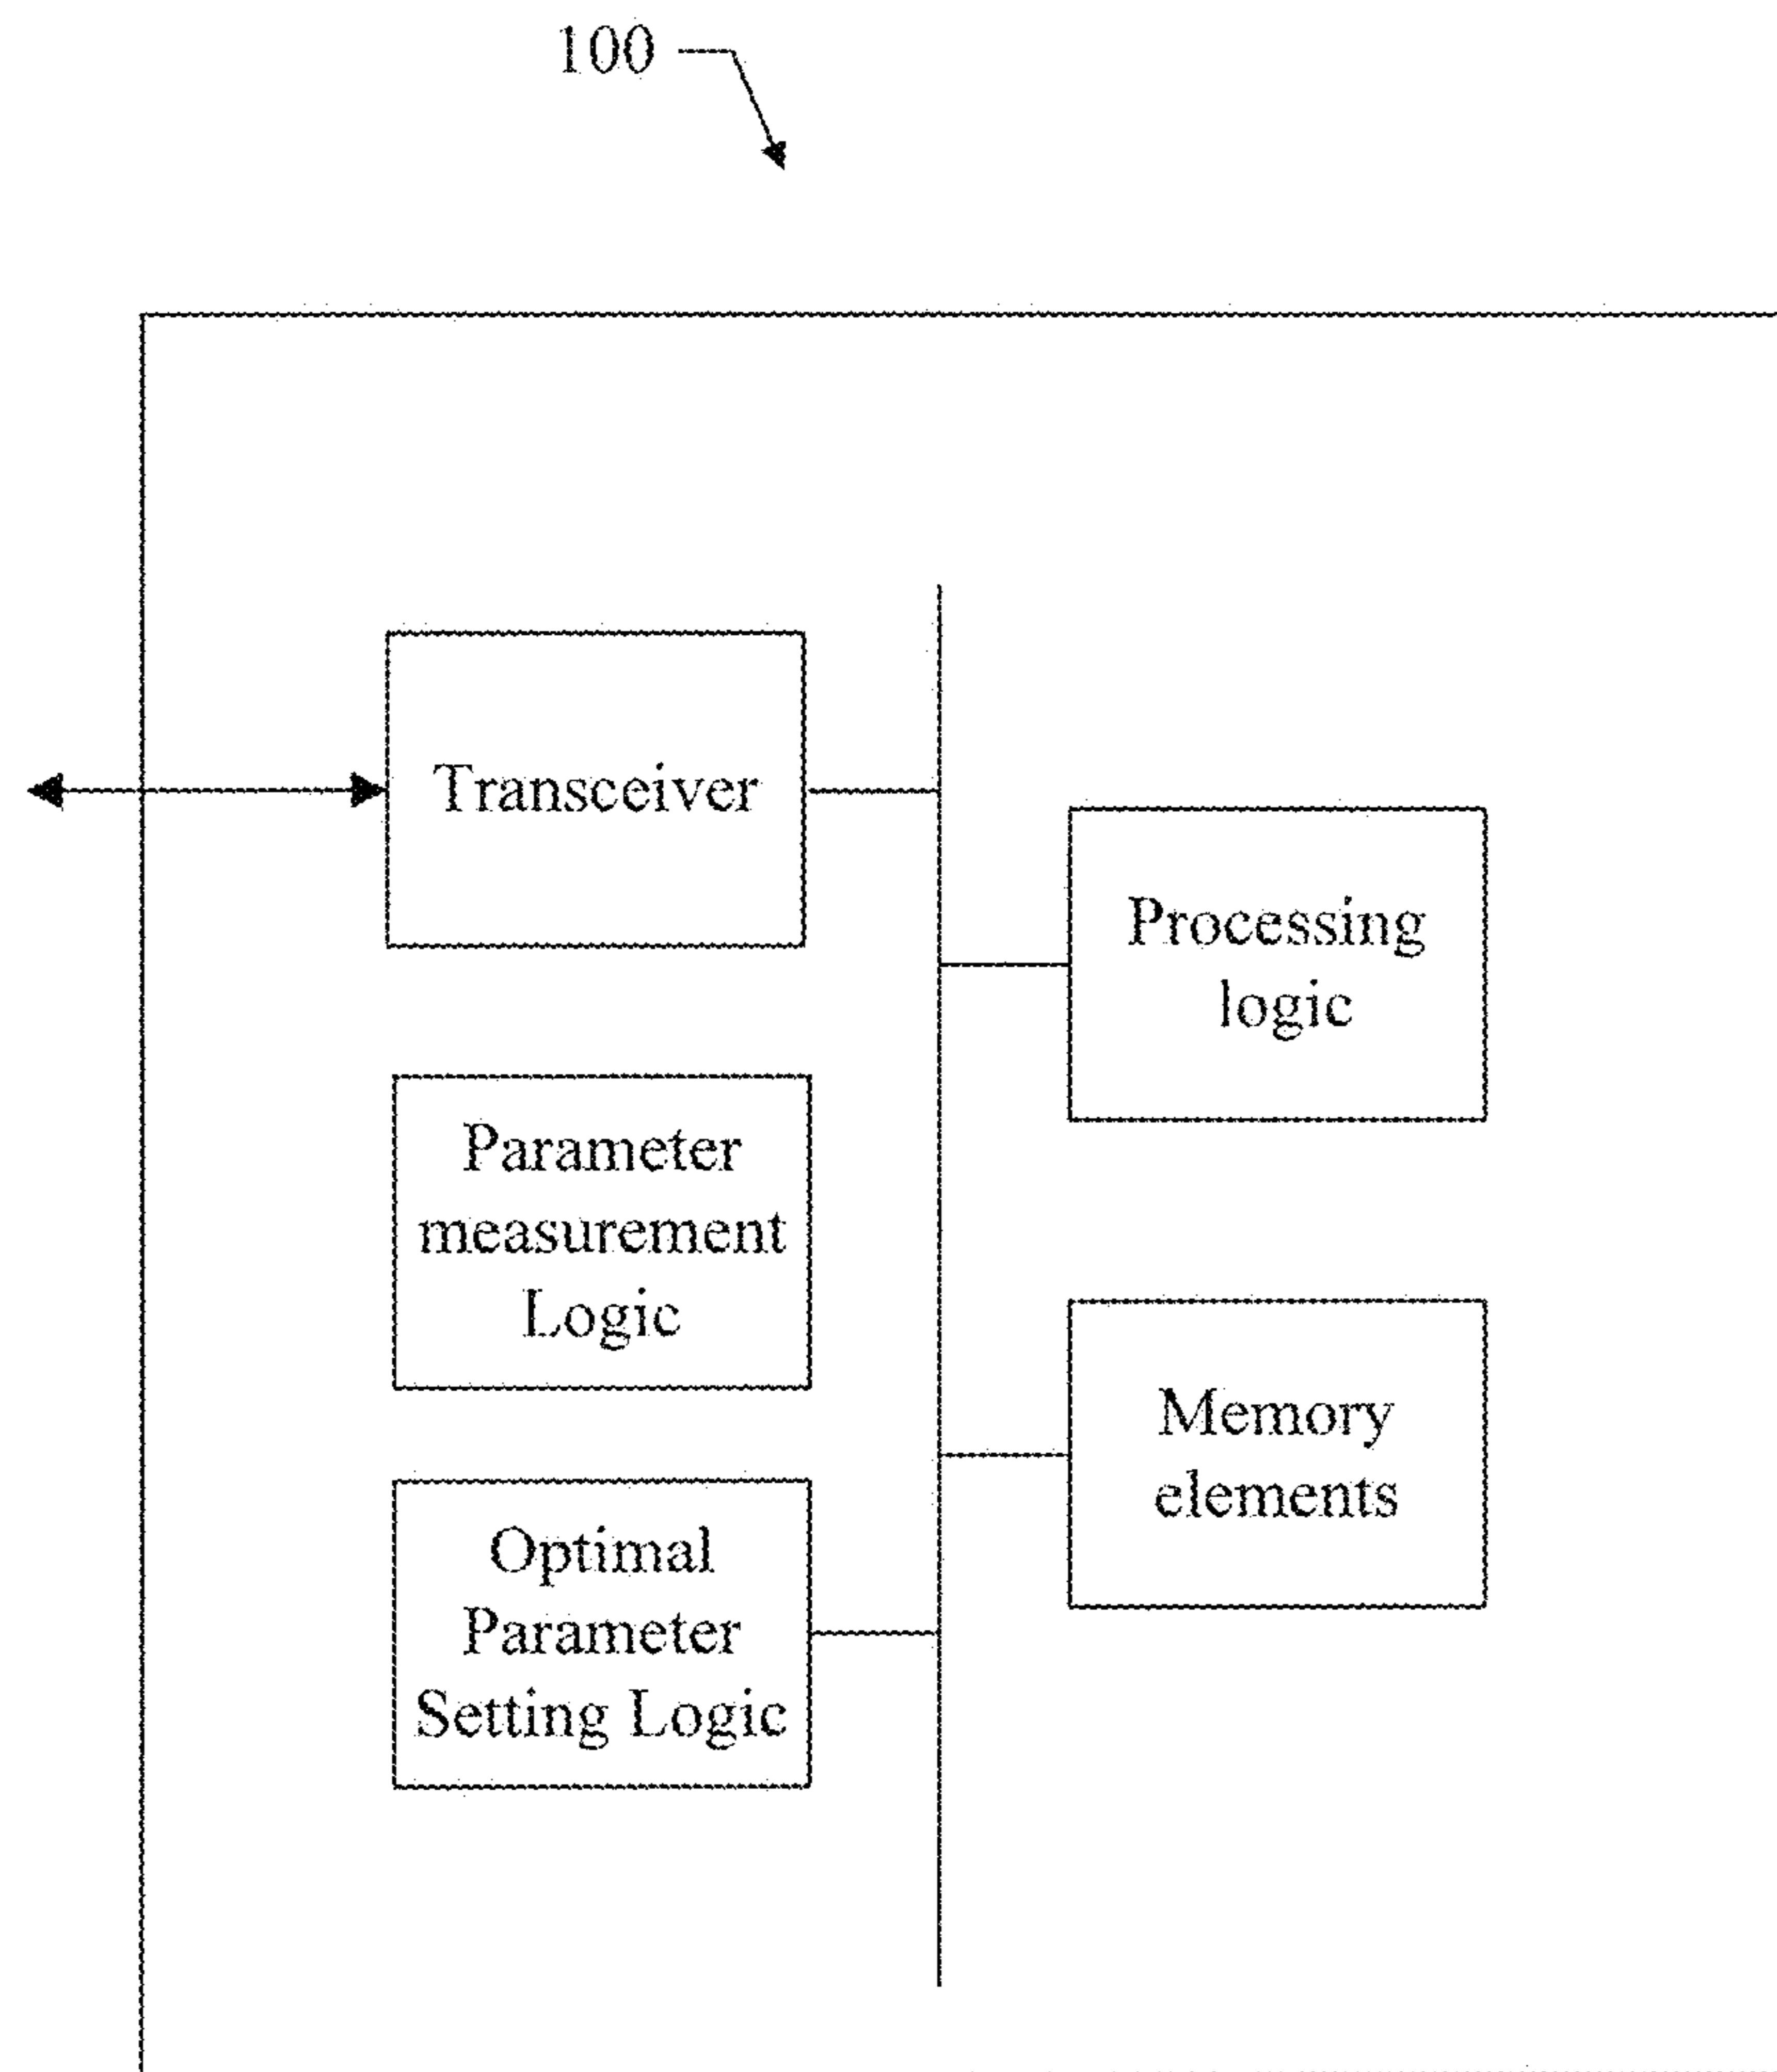 100
Transceiver
Processing
logic
Parameter
measurement
Logic
Memory
elements
Optimal
Parameter
Setting Logic